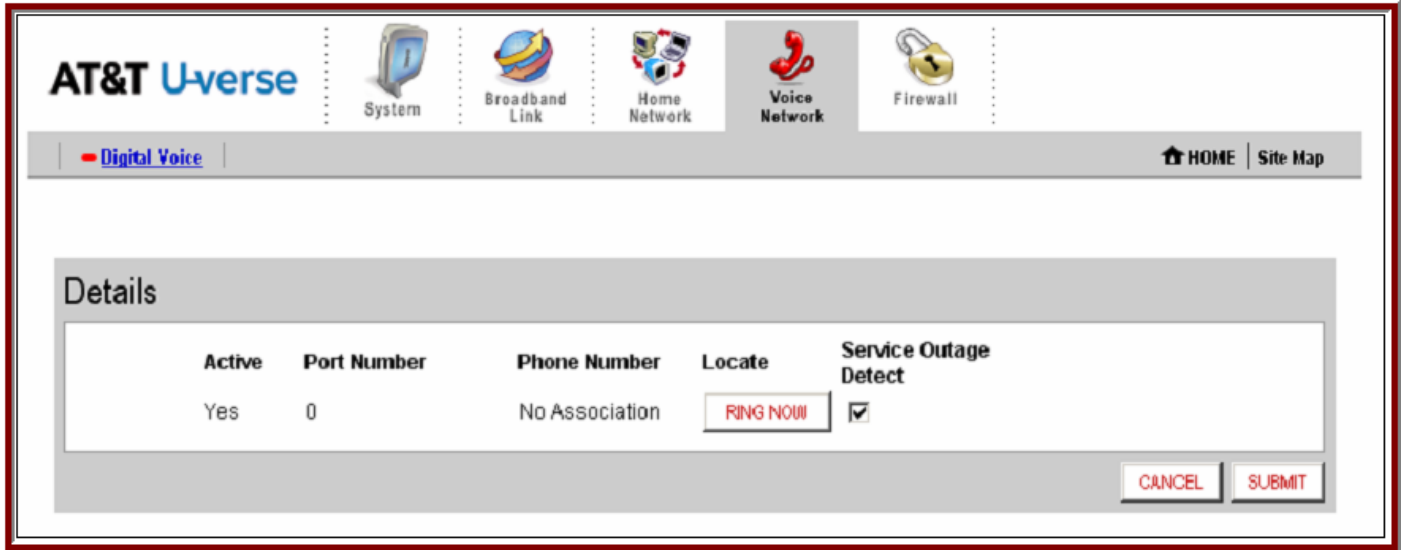 AT&T U-verse
System
Broadband
Link
Home
Network
Voice
Network
Firewall
Digital Voice
HOME
Site Map
Details
Active Port Number Phone Number Locate Service Outage
Detect
Yes 0 No Association RING NOW
CANCEL SUBMIT